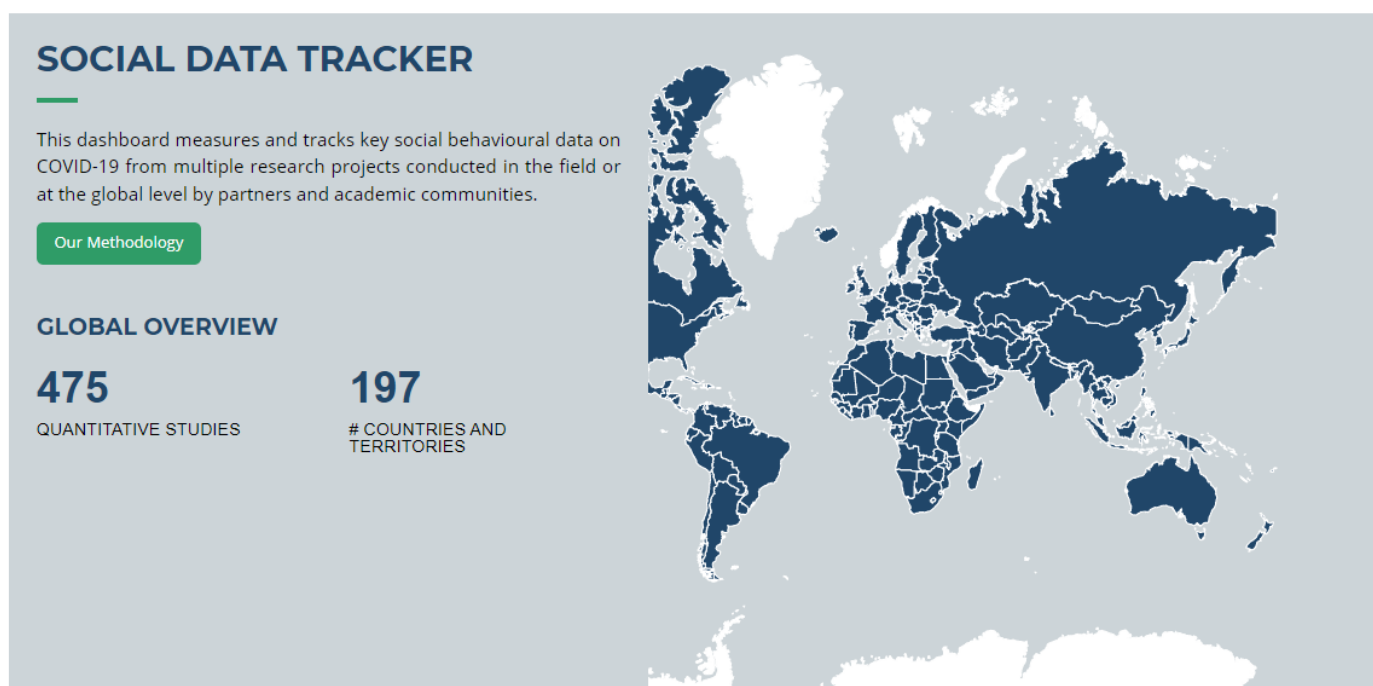 SOCIAL DATA TRACKER
This dashboard measures and tracks key social behavioural data on
COVID-19 from multiple research projects conducted in the field or
at the global level by partners and academic communities.
Our Methodology
GLOBAL OVERVIEW
475
QUANTITATIVE STUDIES
197
# COUNTRIES AND
TERRITORIES